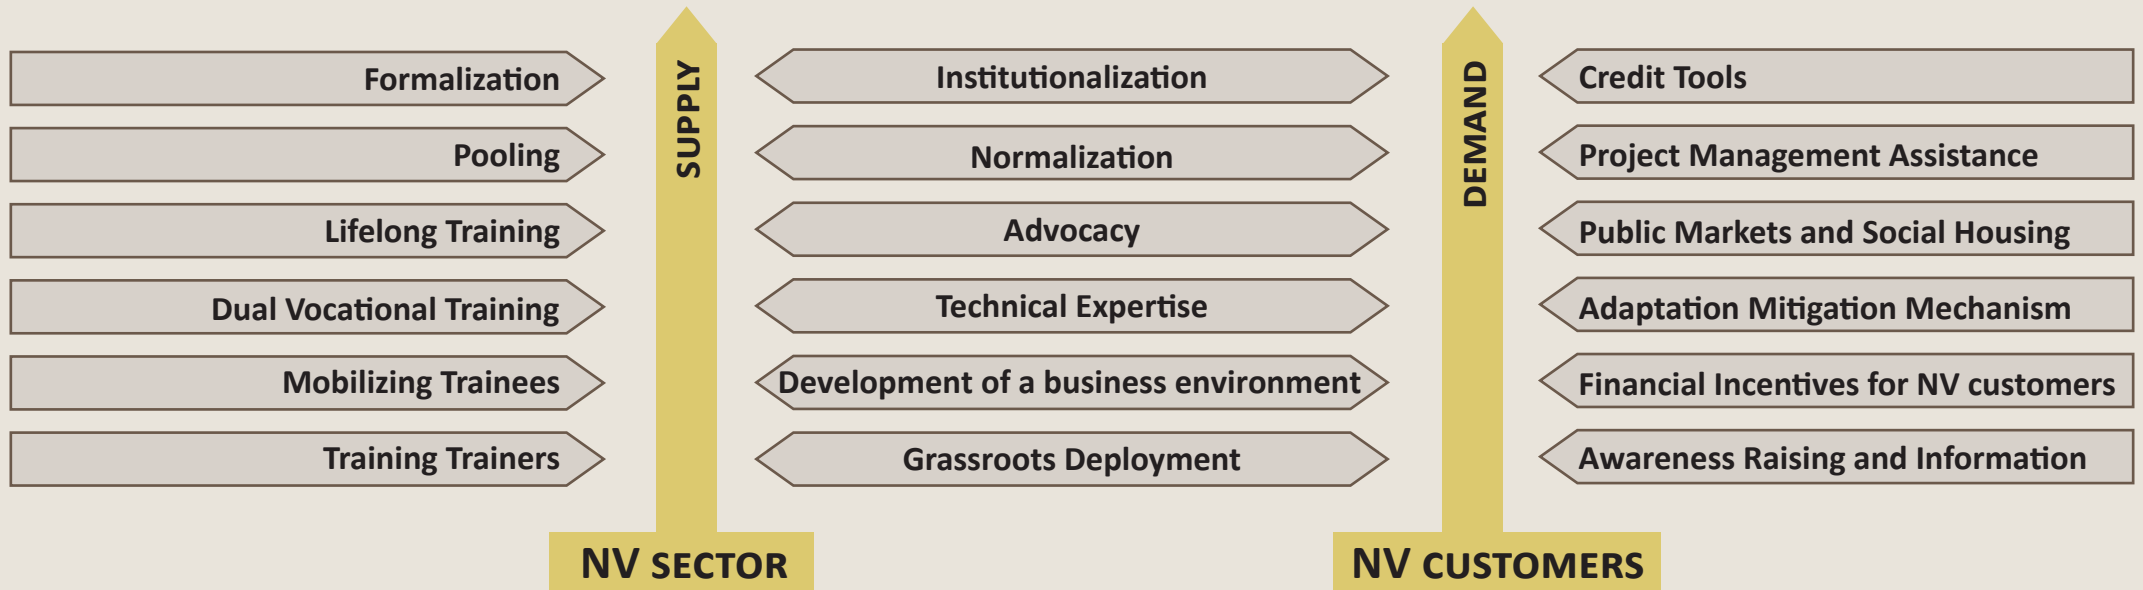 Formalization
Pooling
Lifelong Training
Dual Vocational Training
Mobilizing Trainees
Training Trainers
SUPPLY
NV SECTOR
Institutionalization
Normalization
Advocacy
Technical Expertise
Development of a business environment
Grassroots Deployment
DEMAND
NV CUSTOMERS
Credit Tools
Project Management Assistance
Public Markets and Social Housing
Adaptation Mitigation Mechanism
Financial Incentives for NV customers
Awareness Raising and Information